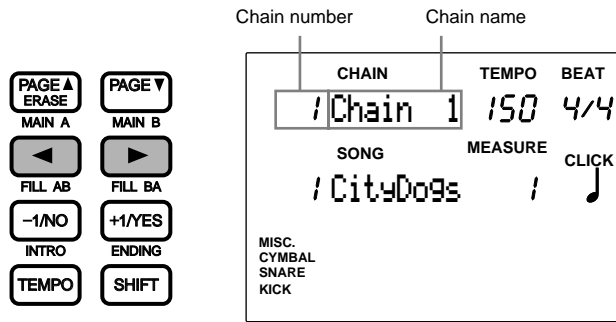 Chain number Chain name
PAGE▲ ERASE PAGE▼
MAIN A MAIN B
◀ ▶
FILL AB FILL BA
−1/NO +1/YES
INTRO ENDING
TEMPO SHIFT
CHAIN TEMPO BEAT
1 Chain 1 150 4/4
SONG MEASURE CLICK
1 CityDogs 1 ♩
MISC.
CYMBAL
SNARE
KICK